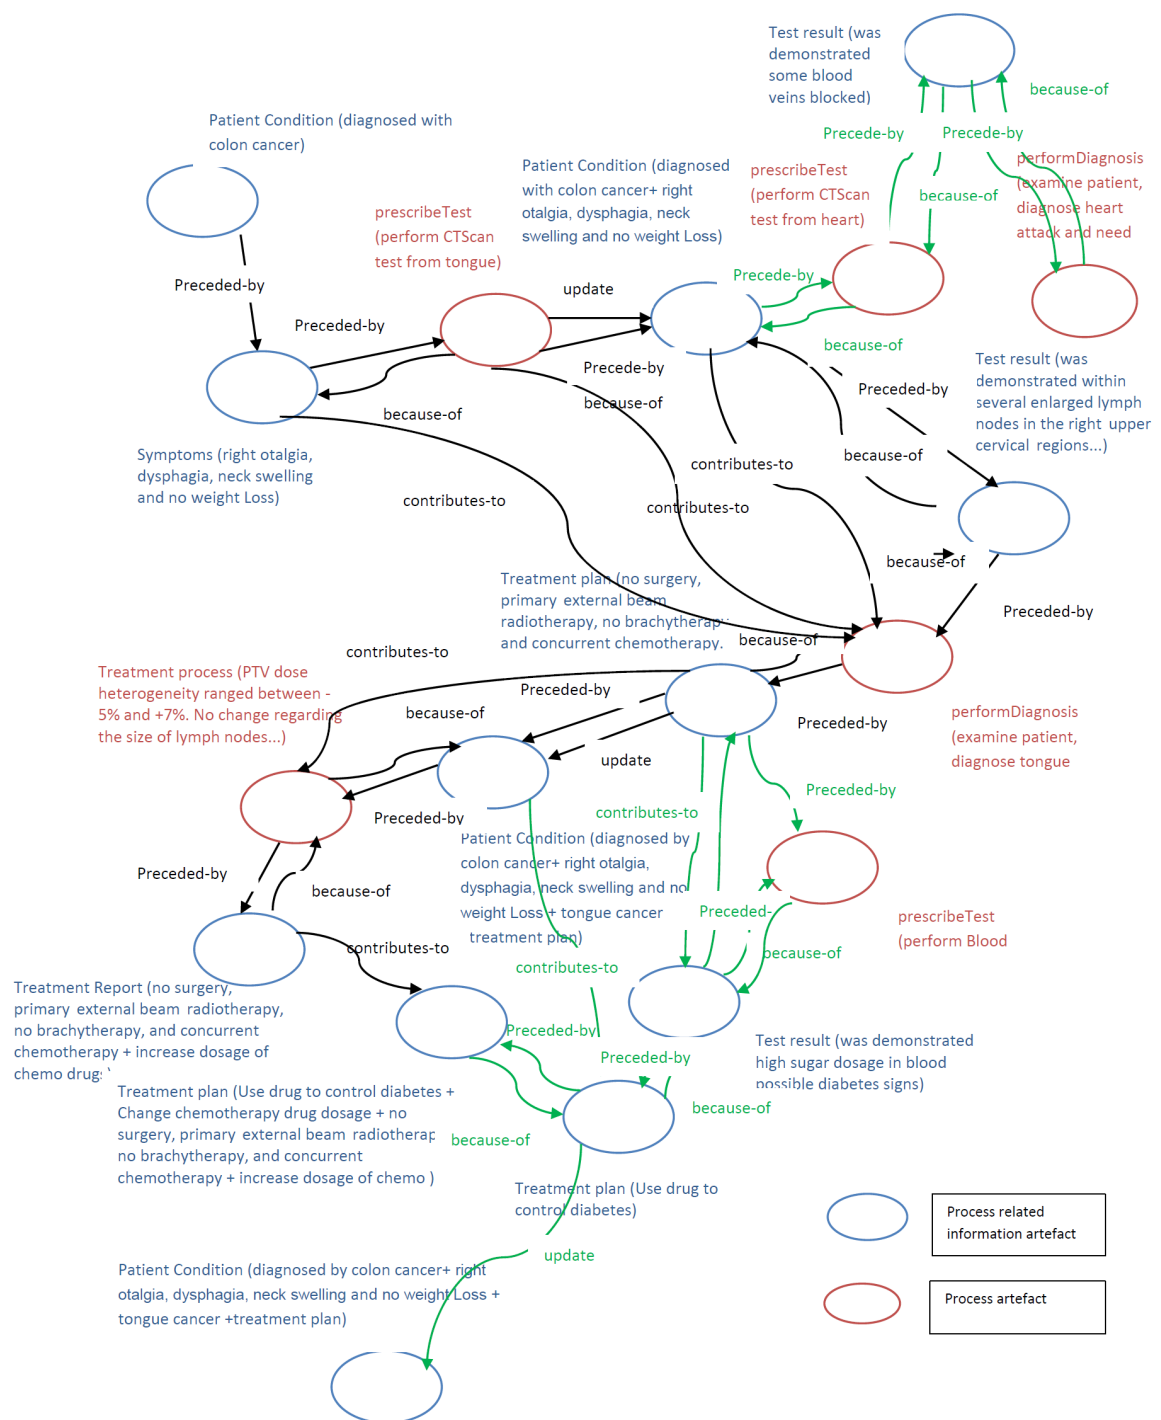 Test result (was
demonstrated
some blood
veins blocked)
because-of
Precede-by
Precede-by
Patient Condition (diagnosed with
colon cancer)
Patient Condition (diagnosed
with colon cancer+ right
otalgia, dysphagia, neck
swelling and no weight Loss)
prescribeTest
(perform CTScan
test from heart)
performDiagnosis
(examine patient,
diagnose heart
attack and need
because-of
prescribeTest
(perform CTScan
test from tongue)
Preceded-by
update
Precede-by
Preceded-by
because-of
Precede-by
because-of
because-of
Preceded-by
Test result (was
demonstrated within
several enlarged lymph
nodes in the right upper
cervical regions...)
Symptoms (right otalgia,
dysphagia, neck swelling
and no weight Loss)
contributes-to
because-of
contributes-to
contributes-to
because-of
Preceded-by
Treatment plan (no surgery,
primary external beam
radiotherapy, no brachytherapy
and concurrent chemotherapy.
because-of
contributes-to
Treatment process (PTV dose
heterogeneity ranged between -
5% and +7%. No change regarding
the size of lymph nodes...)
Preceded-by
because-of
Preceded-by
performDiagnosis
(examine patient,
diagnose tongue
update
Preceded-by
contributes-to
Preceded-by
Patient Condition (diagnosed by
colon cancer+ right otalgia,
dysphagia, neck swelling and no
weight Loss + tongue cancer
treatment plan)
Preceded-by
because-of
Preceded-
prescribeTest
(perform Blood
contributes-to
because-of
contributes-to
Treatment Report (no surgery,
primary external beam radiotherapy,
no brachytherapy, and concurrent
chemotherapy + increase dosage of
chemo drugs
Preceded-by
Preceded-by
Test result (was demonstrated
high sugar dosage in blood
possible diabetes signs)
Treatment plan (Use drug to control diabetes +
Change chemotherapy drug dosage + no
surgery, primary external beam radiotherap
no brachytherapy, and concurrent
chemotherapy + increase dosage of chemo )
because-of
because-of
Treatment plan (Use drug to
control diabetes)
update
Patient Condition (diagnosed by colon cancer+ right
otalgia, dysphagia, neck swelling and no weight Loss +
tongue cancer +treatment plan)
Process related
information artefact
Process artefact